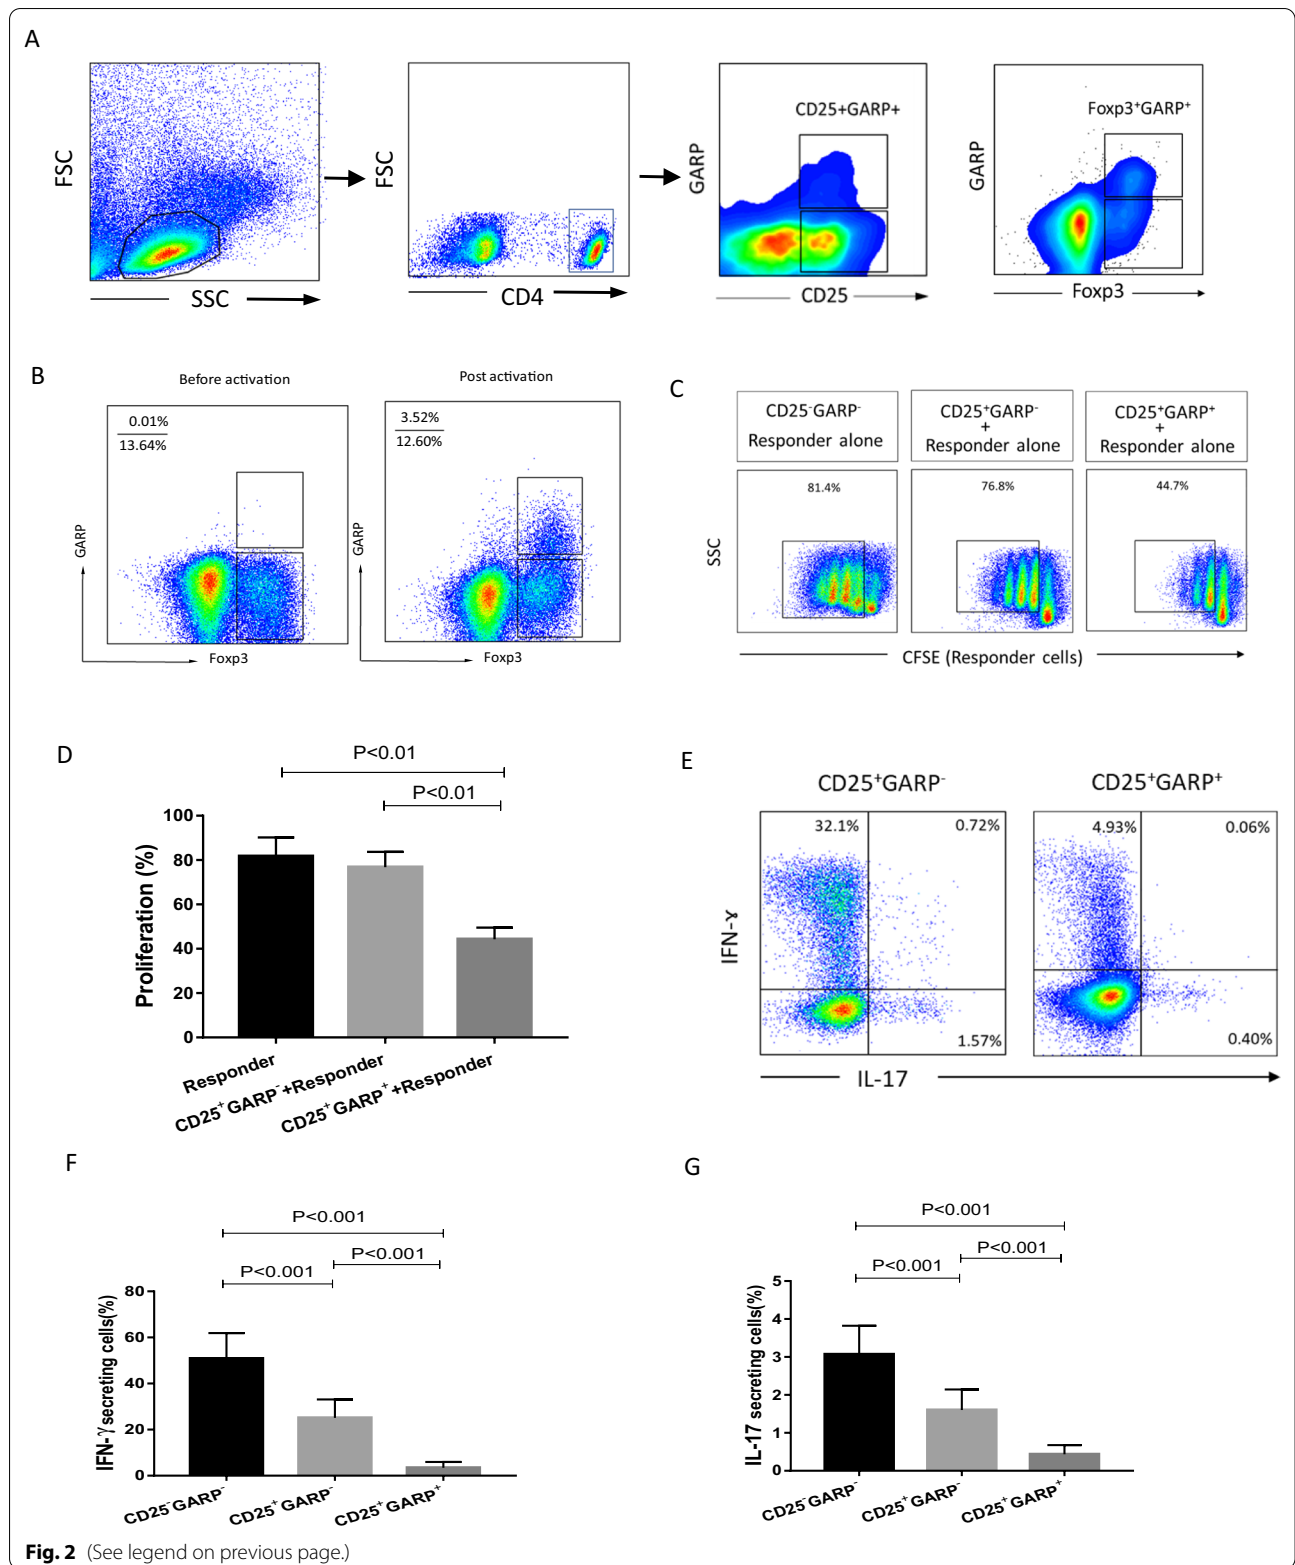 A
FSC
SSC
FSC
CD4
CD25+GARP+
GARP
CD25
Foxp3⁺GARP⁺
GARP
Foxp3
B
Before activation
0.01%
13.64%
GARP
Foxp3
Post activation
3.52%
12.60%
GARP
Foxp3
C
CD25⁻GARP⁻
Responder alone
CD25⁺GARP⁻
+
Responder alone
CD25⁺GARP⁺
+
Responder alone
81.4%
76.8%
44.7%
SSC
CFSE (Responder cells)
D
P<0.01
P<0.01
Proliferation (%)
100
80
60
40
20
0
Responder
CD25⁺GARP⁻+Responder
CD25⁺GARP⁺+Responder
E
CD25⁺GARP⁻
CD25⁺GARP⁺
32.1%
0.72%
1.57%
4.93%
0.06%
0.40%
IFN-ɤ
IL-17
F
P<0.001
P<0.001
P<0.001
IFN-γ secreting cells(%)
80
60
40
20
0
CD25⁻GARP⁻
CD25⁺GARP⁻
CD25⁺GARP⁺
G
P<0.001
P<0.001
P<0.001
IL-17 secreting cells(%)
5
4
3
2
1
0
CD25⁻GARP⁻
CD25⁺GARP⁻
CD25⁺GARP⁺
Fig. 2 (See legend on previous page.)